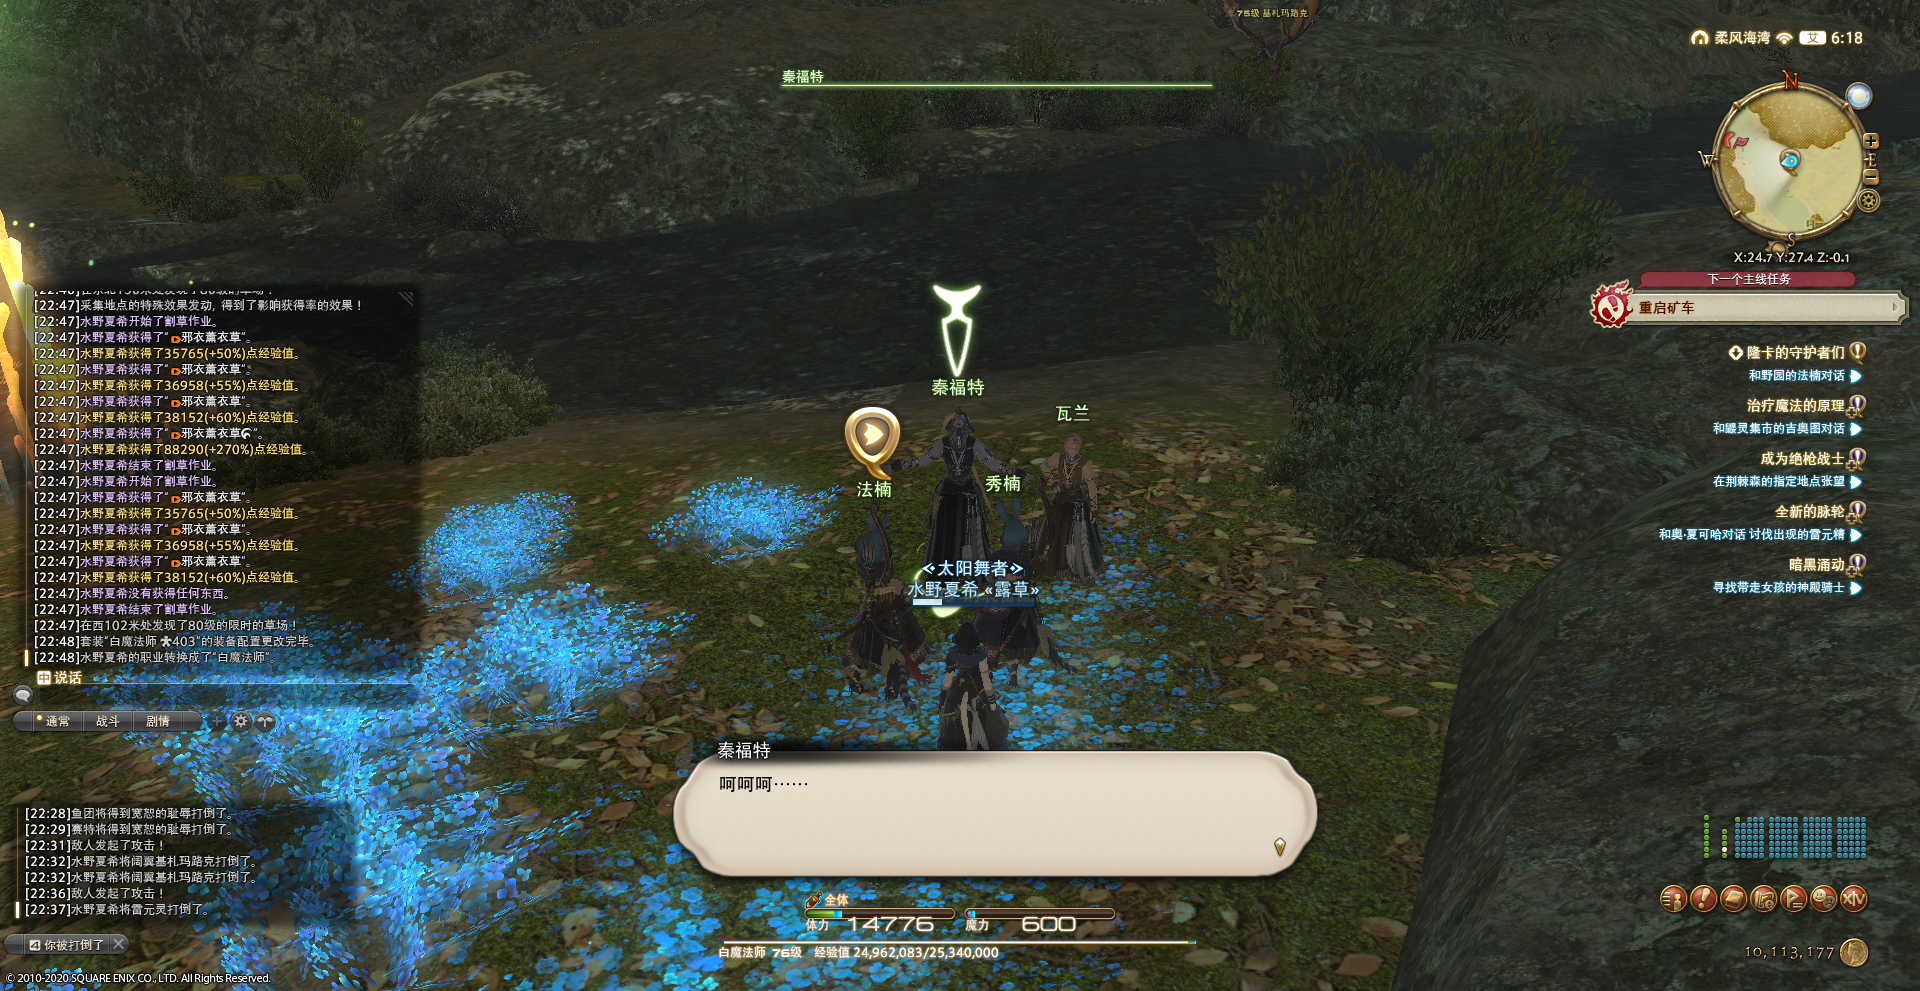 75级 基札玛路克
柔风海湾 艾 6:18
秦福特
N
W
E
S
X:24.7 Y:27.4 Z:-0.1
下一个主线任务
重启矿车
隆卡的守护者们
和野园的法楠对话
治疗魔法的原理
和鼹灵集市的吉奥图对话
成为绝枪战士
在荆棘森的指定地点张望
全新的脉轮
和奥·夏可哈对话 讨伐出现的雷元精
暗黑涌动
寻找带走女孩的神殿骑士
[22:47]采集地点的特殊效果发动，得到了影响获得率的效果！
[22:47]水野夏希开始了割草作业。
[22:47]水野夏希获得了“邪衣薰衣草”。
[22:47]水野夏希获得了35765(+50%)点经验值。
[22:47]水野夏希获得了“邪衣薰衣草”。
[22:47]水野夏希获得了36958(+55%)点经验值。
[22:47]水野夏希获得了“邪衣薰衣草”。
[22:47]水野夏希获得了38152(+60%)点经验值。
[22:47]水野夏希获得了“邪衣薰衣草”。
[22:47]水野夏希获得了88290(+270%)点经验值。
[22:47]水野夏希结束了割草作业。
[22:47]水野夏希开始了割草作业。
[22:47]水野夏希获得了“邪衣薰衣草”。
[22:47]水野夏希获得了35765(+50%)点经验值。
[22:47]水野夏希获得了“邪衣薰衣草”。
[22:47]水野夏希获得了36958(+55%)点经验值。
[22:47]水野夏希获得了“邪衣薰衣草”。
[22:47]水野夏希获得了38152(+60%)点经验值。
[22:47]水野夏希没有获得任何东西。
[22:47]水野夏希结束了割草作业。
[22:47]在西102米处发现了80级的限时的草场！
[22:48]套装“白魔法师 403”的装备配置更改完毕。
[22:48]水野夏希的职业转换成了“白魔法师”。
说话
通常 战斗 剧情
秦福特
瓦兰
法楠
秀楠
太阳舞者
水野夏希 «露草»
秦福特
呵呵呵……
[22:28]鱼团将得到宽恕的耻辱打倒了。
[22:29]赛特将得到宽恕的耻辱打倒了。
[22:31]敌人发起了攻击！
[22:32]水野夏希将闻翼基札玛路克打倒了。
[22:32]水野夏希将闻翼基札玛路克打倒了。
[22:36]敌人发起了攻击！
[22:37]水野夏希将雷元灵打倒了。
4 你被打倒了
全体
体力 14776 魔力 600
白魔法师 76级 经验值 24,962,083/25,340,000
XIV
10,113,177
© 2010-2020 SQUARE ENIX CO., LTD. All Rights Reserved.